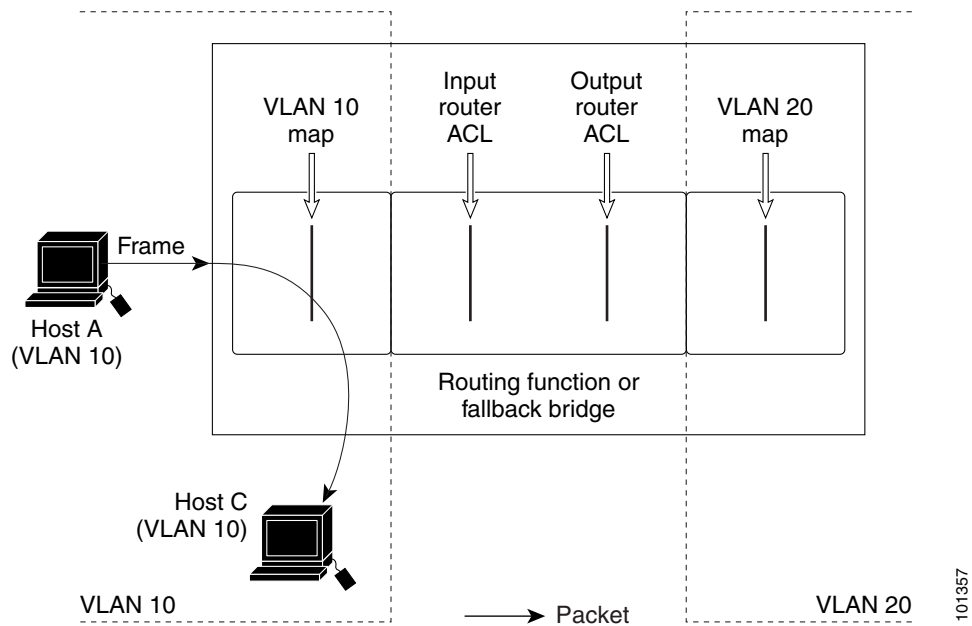 VLAN 10
map
Input
router
ACL
Output
router
ACL
VLAN 20
map
Frame
Host A
(VLAN 10)
Routing function or
fallback bridge
Host C
(VLAN 10)
VLAN 10
Packet
VLAN 20
101357